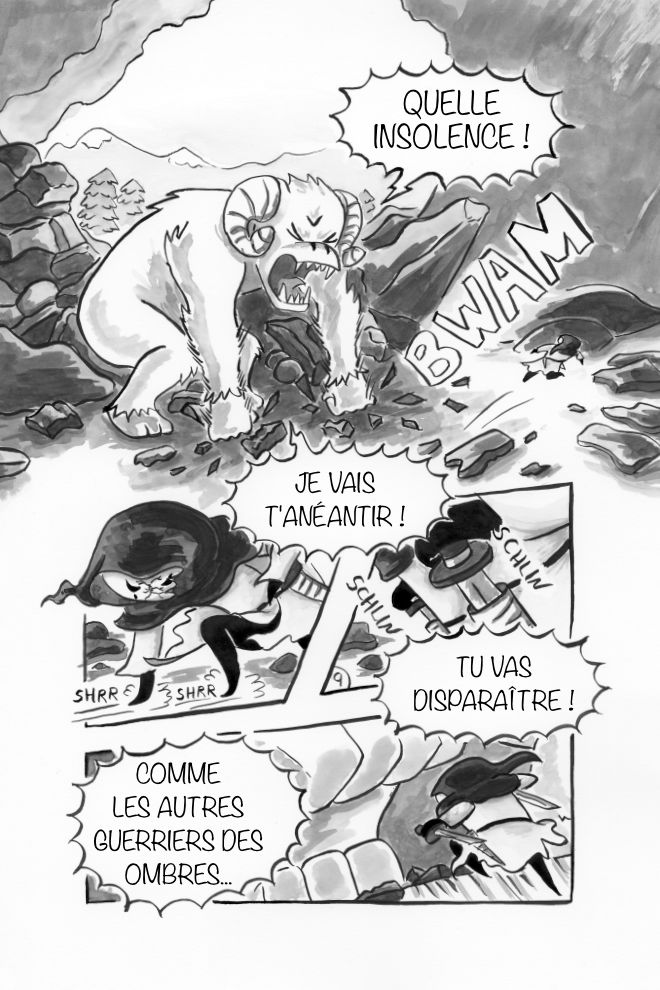 QUELLE
INSOLENCE !
BWAM
JE VAIS
T'ANÉANTIR !
SCHLIN
SCHLIN
SHRR
SHRR
9
TU VAS
DISPARAÎTRE !
COMME
LES AUTRES
GUERRIERS DES
OMBRES...